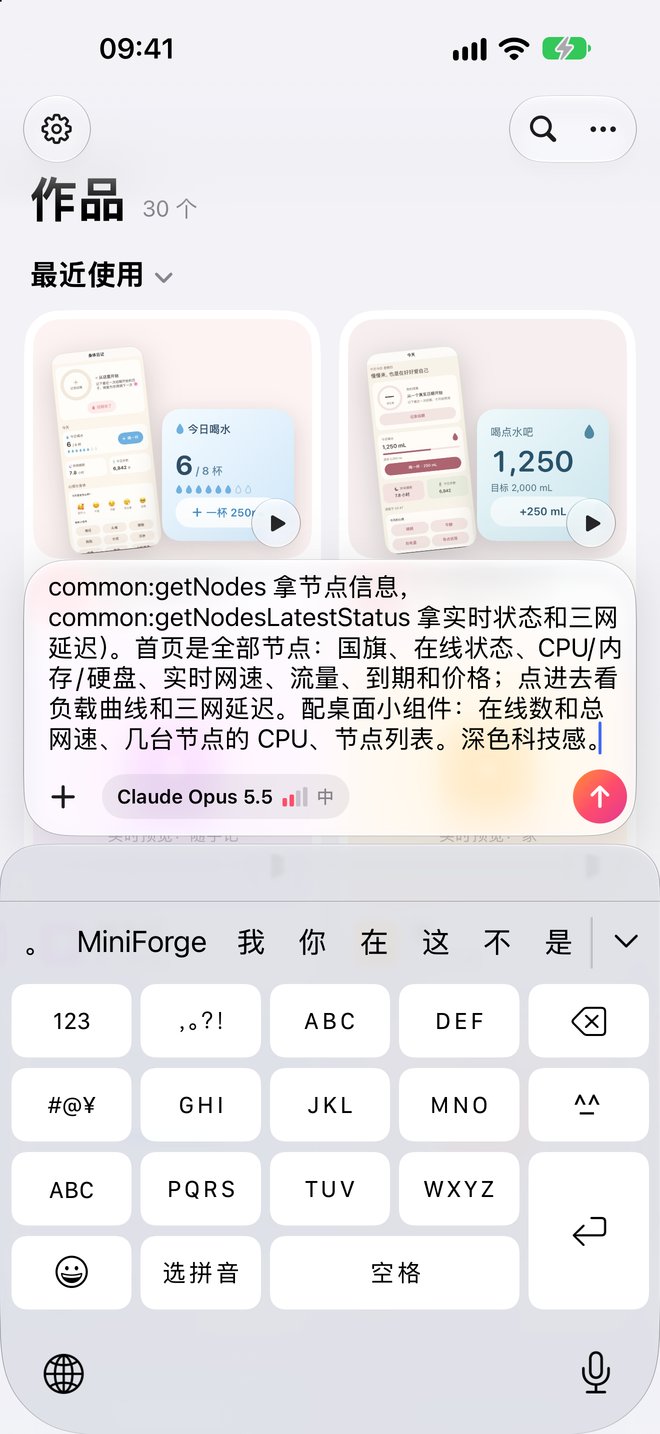 09:41
作品 30 个
最近使用
今日喝水
6 / 8 杯
喝点水吧
1,250
目标 2,000 mL
+250 mL
common:getNodes 拿节点信息，
common:getNodesLatestStatus 拿实时状态和三网
延迟）。首页是全部节点：国旗、在线状态、CPU/内
存/硬盘、实时网速、流量、到期和价格；点进去看
负载曲线和三网延迟。配桌面小组件：在线数和总
网速、几台节点的 CPU、节点列表。深色科技感。
Claude Opus 5.5 中
。 MiniForge 我 你 在 这 不 是
123 ,。?! ABC DEF
#@¥ GHI JKL MNO ^^
ABC PQRS TUV WXYZ
选拼音 空格